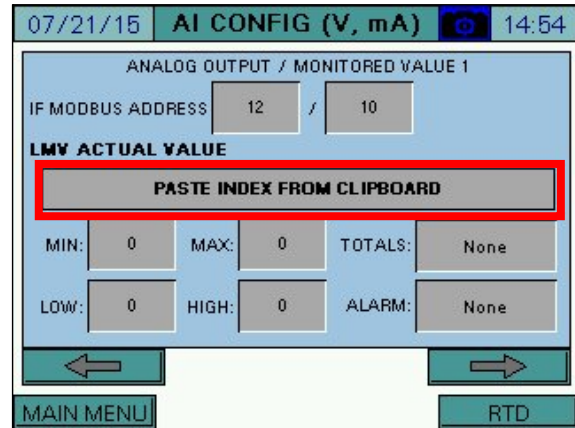 07/21/15 AI CONFIG (V, mA) 14:54
ANALOG OUTPUT / MONITORED VALUE 1
IF MODBUS ADDRESS 12 / 10
LMV ACTUAL VALUE
PASTE INDEX FROM CLIPBOARD
MIN: 0 MAX: 0 TOTALS: None
LOW: 0 HIGH: 0 ALARM: None
MAIN MENU RTD